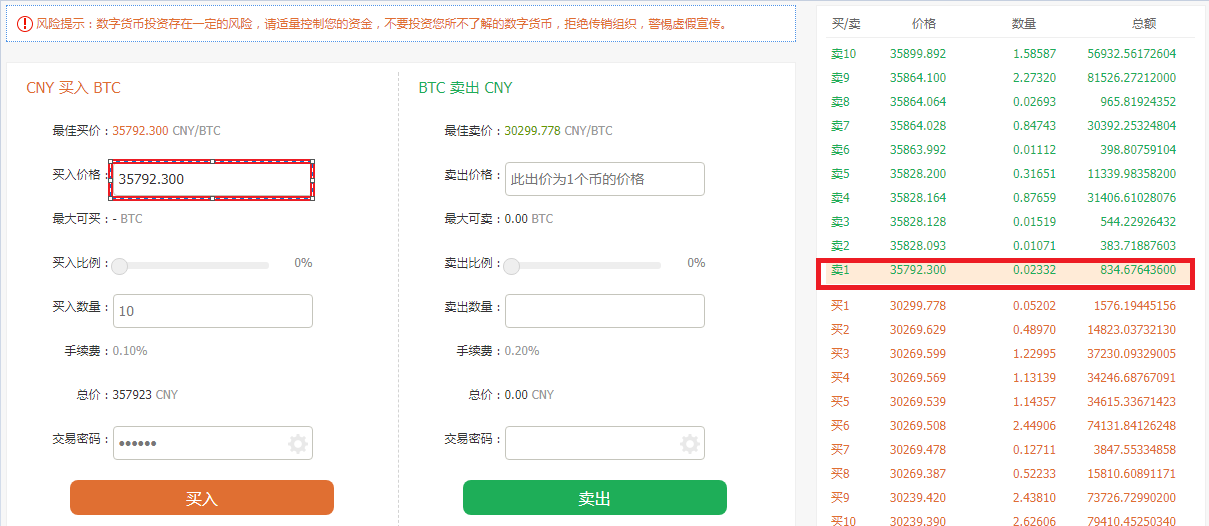 风险提示：数字货币投资存在一定的风险，请适量控制您的资金，不要投资您所不了解的数字货币，拒绝传销组织，警惕虚假宣传。
CNY 买入 BTC
最佳买价：35792.300 CNY/BTC
买入价格：35792.300
最大可买：- BTC
买入比例： 0%
买入数量：10
手续费：0.10%
总价：357923 CNY
交易密码：••••••
买入
BTC 卖出 CNY
最佳卖价：30299.778 CNY/BTC
卖出价格：此出价为1个币的价格
最大可卖：0.00 BTC
卖出比例： 0%
卖出数量：
手续费：0.20%
总价：0.00 CNY
交易密码：
卖出
买/卖 价格 数量 总额
卖10 35899.892 1.58587 56932.56172604
卖9 35864.100 2.27320 81526.27212000
卖8 35864.064 0.02693 965.81924352
卖7 35864.028 0.84743 30392.25324804
卖6 35863.992 0.01112 398.80759104
卖5 35828.200 0.31651 11339.98358200
卖4 35828.164 0.87659 31406.61028076
卖3 35828.128 0.01519 544.22926432
卖2 35828.093 0.01071 383.71887603
卖1 35792.300 0.02332 834.67643600
买1 30299.778 0.05202 1576.19445156
买2 30269.629 0.48970 14823.03732130
买3 30269.599 1.22995 37230.09329005
买4 30269.569 1.13139 34246.68767091
买5 30269.539 1.14357 34615.33671423
买6 30269.508 2.44906 74131.84126248
买7 30269.478 0.12711 3847.55334858
买8 30269.387 0.52233 15810.60891171
买9 30239.420 2.43810 73726.72990200
买10 30239.390 2.62606 79410.45250340